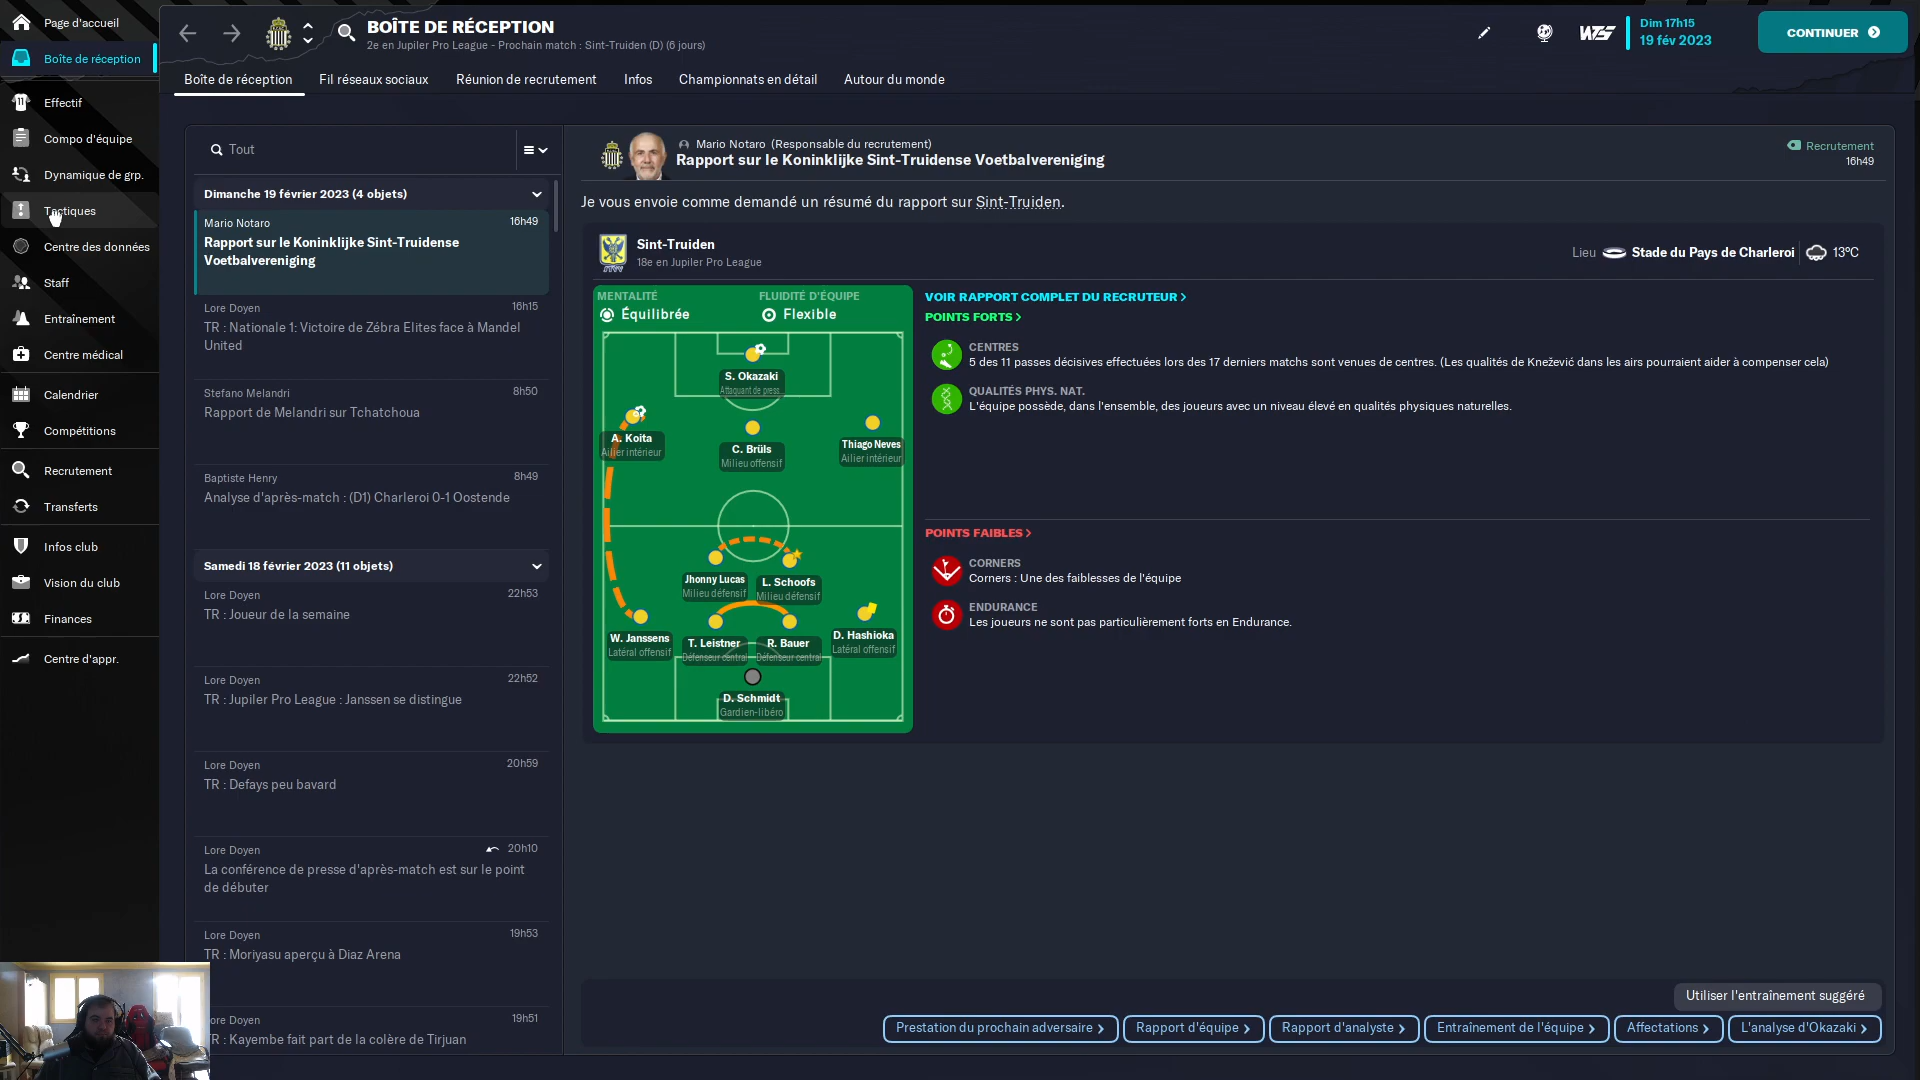 Page d'accueil
Boîte de réception
Effectif
Compo d'équipe
Dynamique de grp.
Tactiques
Centre des données
Staff
Entraînement
Centre médical
Calendrier
Compétitions
Recrutement
Transferts
Infos club
Vision du club
Finances
Centre d'appr.
BOÎTE DE RÉCEPTION
2e en Jupiler Pro League - Prochain match : Sint-Truiden (D) (6 jours)
Dim 17h15
19 fév 2023
CONTINUER
Boîte de réception
Fil réseaux sociaux
Réunion de recrutement
Infos
Championnats en détail
Autour du monde
Tout
Dimanche 19 février 2023 (4 objets)
Mario Notaro 16h49
Rapport sur le Koninklijke Sint-Truidense
Voetbalvereniging
Lore Doyen 16h15
TR : Nationale 1: Victoire de Zébra Elites face à Mandel
United
Stefano Melandri 8h50
Rapport de Melandri sur Tchatchoua
Baptiste Henry 8h49
Analyse d'après-match : (D1) Charleroi 0-1 Oostende
Samedi 18 février 2023 (11 objets)
Lore Doyen 22h53
TR : Joueur de la semaine
Lore Doyen 22h52
TR : Jupiler Pro League : Janssen se distingue
Lore Doyen 20h59
TR : Defays peu bavard
Lore Doyen 20h10
La conférence de presse d'après-match est sur le point
de débuter
Lore Doyen 19h53
TR : Moriyasu aperçu à Diaz Arena
ore Doyen 19h51
R : Kayembe fait part de la colère de Tirjuan
Mario Notaro (Responsable du recrutement)
Rapport sur le Koninklijke Sint-Truidense Voetbalvereniging
Recrutement
16h49
Je vous envoie comme demandé un résumé du rapport sur Sint-Truiden.
Sint-Truiden
18e en Jupiler Pro League
Lieu Stade du Pays de Charleroi 13°C
MENTALITÉ
Équilibrée
FLUIDITÉ D'ÉQUIPE
Flexible
S. Okazaki
Attaquant de press.
A. Koita
Ailier intérieur
C. Brüls
Milieu offensif
Thiago Neves
Ailier intérieur
Jhonny Lucas
Milieu défensif
L. Schoofs
Milieu défensif
W. Janssens
Latéral offensif
T. Leistner
Défenseur central
R. Bauer
Défenseur central
D. Hashioka
Latéral offensif
D. Schmidt
Gardien-libéro
VOIR RAPPORT COMPLET DU RECRUTEUR >
POINTS FORTS >
CENTRES
5 des 11 passes décisives effectuées lors des 17 derniers matchs sont venues de centres. (Les qualités de Knežević dans les airs pourraient aider à compenser cela)
QUALITÉS PHYS. NAT.
L'équipe possède, dans l'ensemble, des joueurs avec un niveau élevé en qualités physiques naturelles.
POINTS FAIBLES >
CORNERS
Corners : Une des faiblesses de l'équipe
ENDURANCE
Les joueurs ne sont pas particulièrement forts en Endurance.
Utiliser l'entraînement suggéré
Prestation du prochain adversaire >
Rapport d'équipe >
Rapport d'analyste >
Entraînement de l'équipe >
Affectations >
L'analyse d'Okazaki >